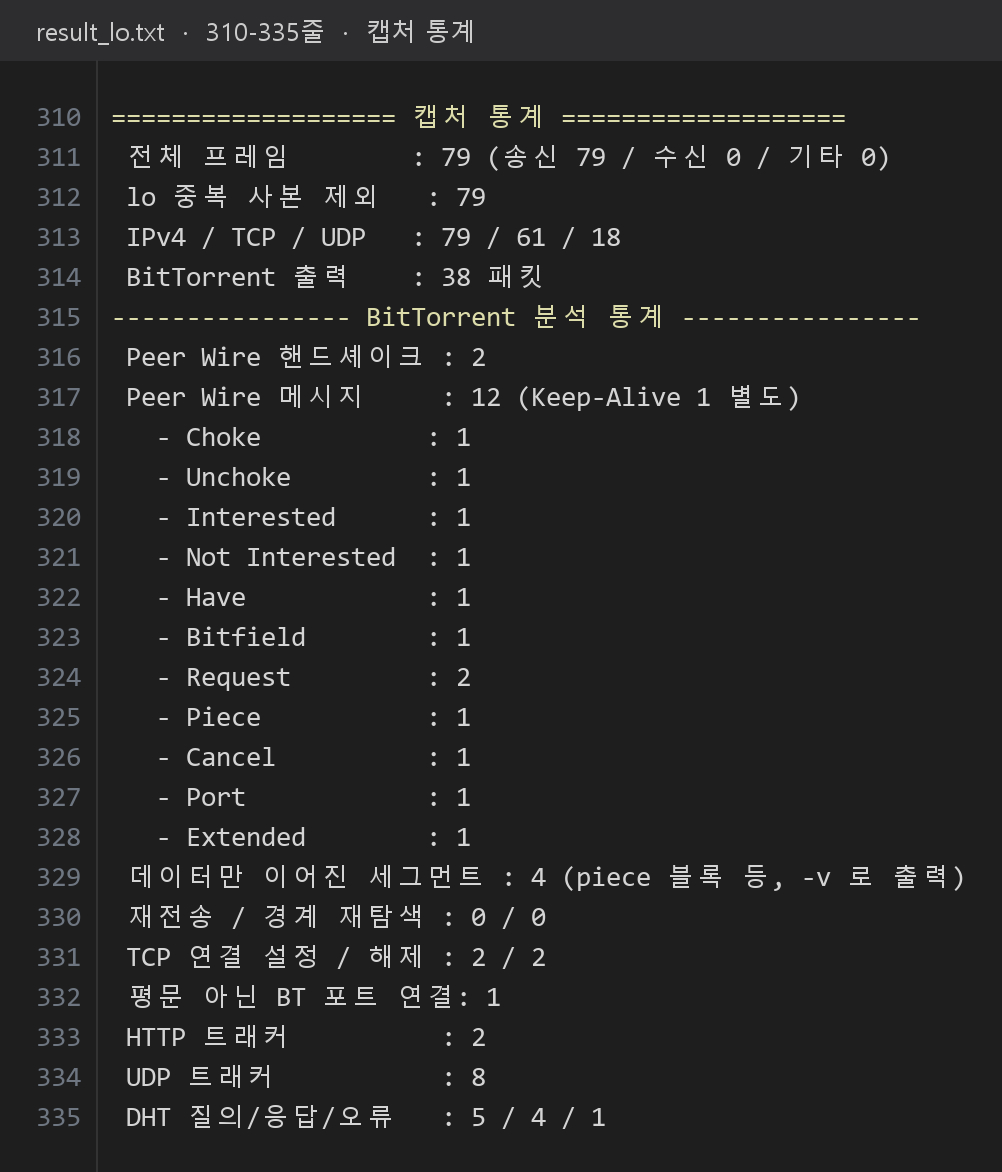 result_lo.txt · 310-335줄 · 캡처 통계
310 =================== 캡처 통계 ===================
311 전체 프레임 : 79 (송신 79 / 수신 0 / 기타 0)
312 lo 중복 사본 제외 : 79
313 IPv4 / TCP / UDP : 79 / 61 / 18
314 BitTorrent 출력 : 38 패킷
315 ---------------- BitTorrent 분석 통계 ----------------
316 Peer Wire 핸드셰이크 : 2
317 Peer Wire 메시지 : 12 (Keep-Alive 1 별도)
318 - Choke : 1
319 - Unchoke : 1
320 - Interested : 1
321 - Not Interested : 1
322 - Have : 1
323 - Bitfield : 1
324 - Request : 2
325 - Piece : 1
326 - Cancel : 1
327 - Port : 1
328 - Extended : 1
329 데이터만 이어진 세그먼트 : 4 (piece 블록 등, -v 로 출력)
330 재전송 / 경계 재탐색 : 0 / 0
331 TCP 연결 설정 / 해제 : 2 / 2
332 평문 아닌 BT 포트 연결: 1
333 HTTP 트래커 : 2
334 UDP 트래커 : 8
335 DHT 질의/응답/오류 : 5 / 4 / 1